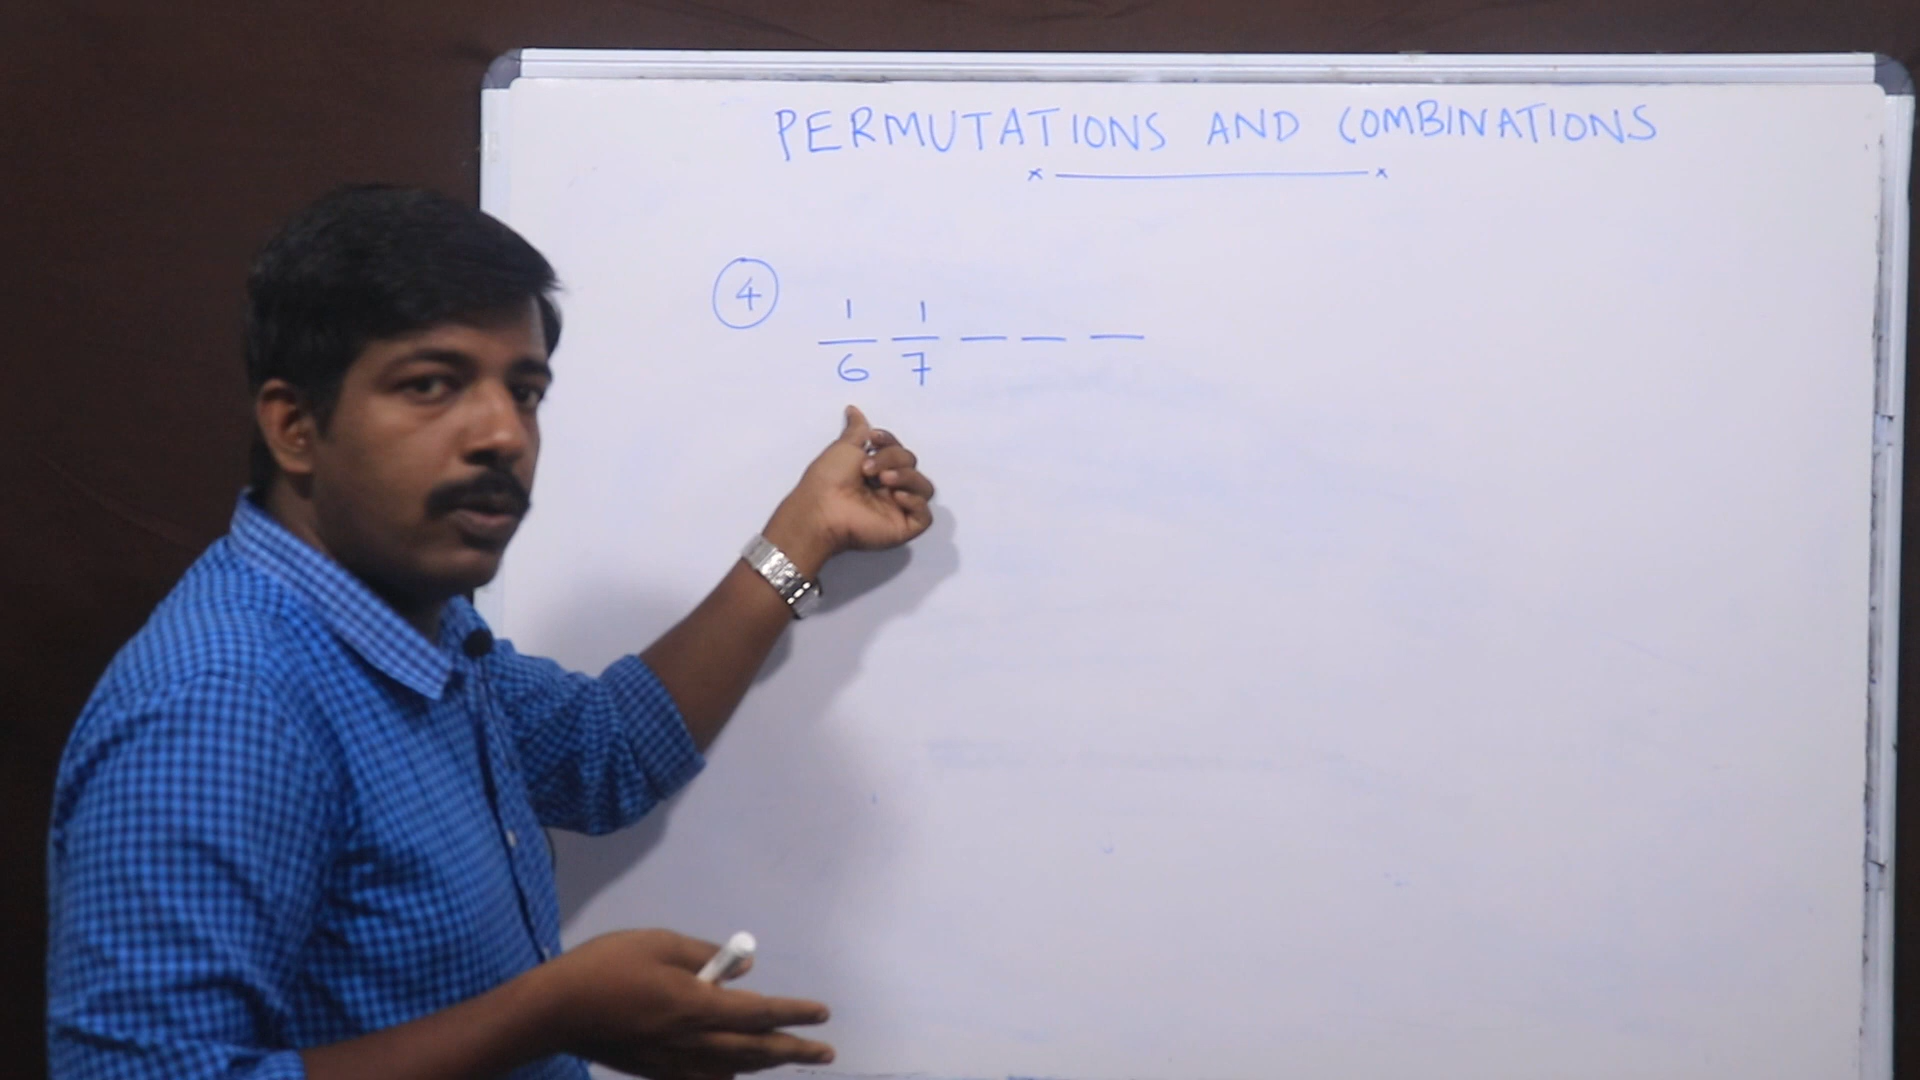 PERMUTATIONS AND COMBINATIONS
x ——— x
4
1 1
6 7 _ _ _